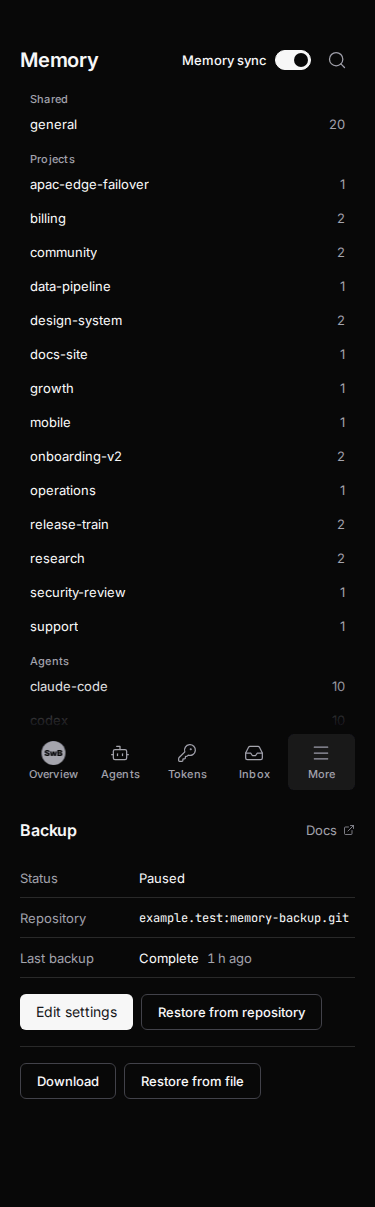 Memory
Memory sync
Shared
general 20
Projects
apac-edge-failover 1
billing 2
community 2
data-pipeline 1
design-system 2
docs-site 1
growth 1
mobile 1
onboarding-v2 2
operations 1
release-train 2
research 2
security-review 1
support 1
Agents
claude-code 10
codex 10
SwB
Overview Agents Tokens Inbox More
Backup Docs
Status Paused
Repository example.test:memory-backup.git
Last backup Complete 1 h ago
Edit settings Restore from repository
Download Restore from file